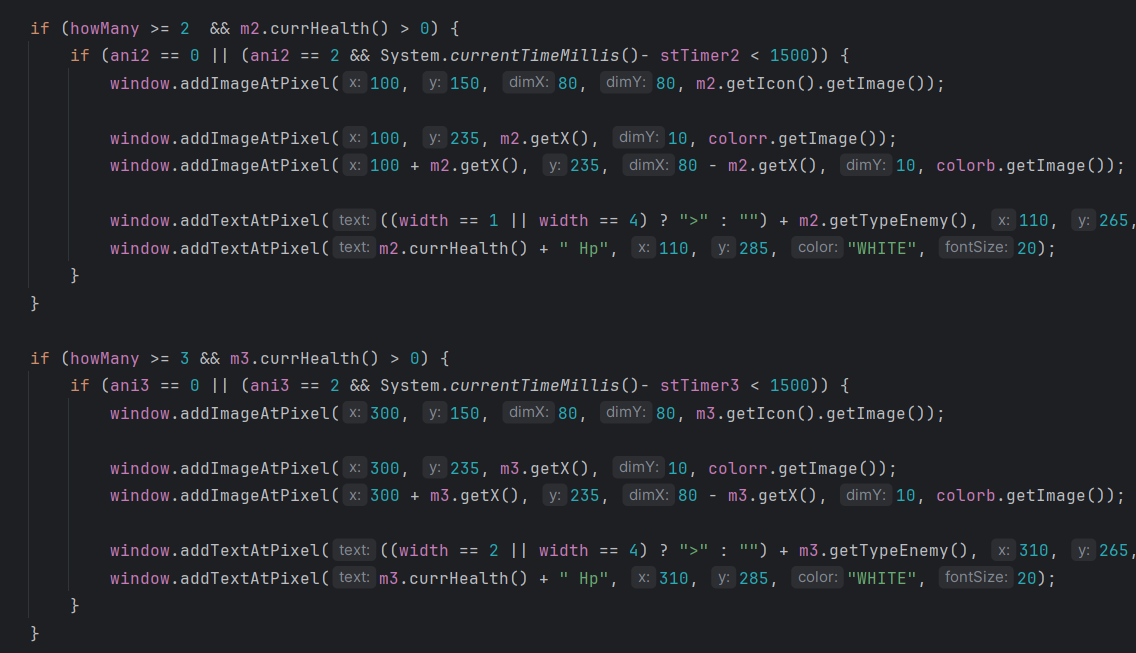 if (howMany >= 2  && m2.currHealth() > 0) {
if (ani2 == 0 || (ani2 == 2 && System.currentTimeMillis()- stTimer2 < 1500)) {
window.addImageAtPixel( x: 100,  y: 150,  dimX: 80,  dimY: 80, m2.getIcon().getImage());
window.addImageAtPixel( x: 100,  y: 235, m2.getX(),  dimY: 10, colorr.getImage());
window.addImageAtPixel( x: 100 + m2.getX(),  y: 235,  dimX: 80 - m2.getX(),  dimY: 10, colorb.getImage());
window.addTextAtPixel( text: ((width == 1 || width == 4) ? ">" : "") + m2.getTypeEnemy(),  x: 110,  y: 265,
window.addTextAtPixel( text: m2.currHealth() + " Hp",  x: 110,  y: 285,  color: "WHITE",  fontSize: 20);
}
}
if (howMany >= 3 && m3.currHealth() > 0) {
if (ani3 == 0 || (ani3 == 2 && System.currentTimeMillis()- stTimer3 < 1500)) {
window.addImageAtPixel( x: 300,  y: 150,  dimX: 80,  dimY: 80, m3.getIcon().getImage());
window.addImageAtPixel( x: 300,  y: 235, m3.getX(),  dimY: 10, colorr.getImage());
window.addImageAtPixel( x: 300 + m3.getX(),  y: 235,  dimX: 80 - m3.getX(),  dimY: 10, colorb.getImage());
window.addTextAtPixel( text: ((width == 2 || width == 4) ? ">" : "") + m3.getTypeEnemy(),  x: 310,  y: 265,
window.addTextAtPixel( text: m3.currHealth() + " Hp",  x: 310,  y: 285,  color: "WHITE",  fontSize: 20);
}
}